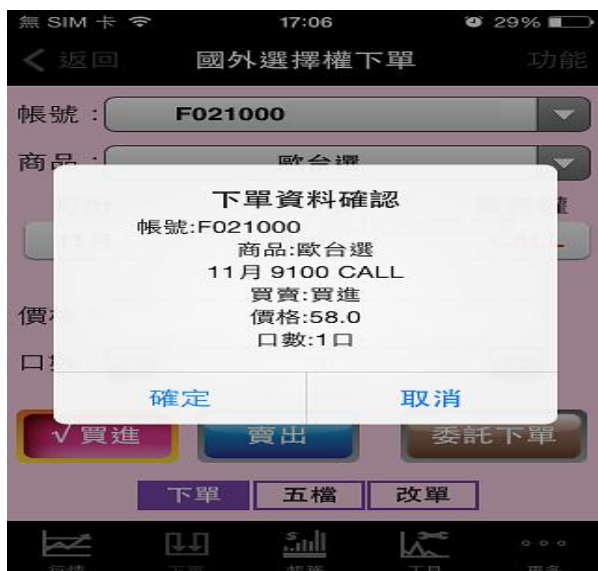 無 SIM 卡 17:06 29%
返回 國外選擇權下單 功能
帳號： F021000
商品： 歐台選
下單資料確認
帳號:F021000
商品:歐台選
11月 9100 CALL
買賣:買進
價格:58.0
口數:1口
確定 取消
√買進 賣出 委託下單
下單 五檔 改單